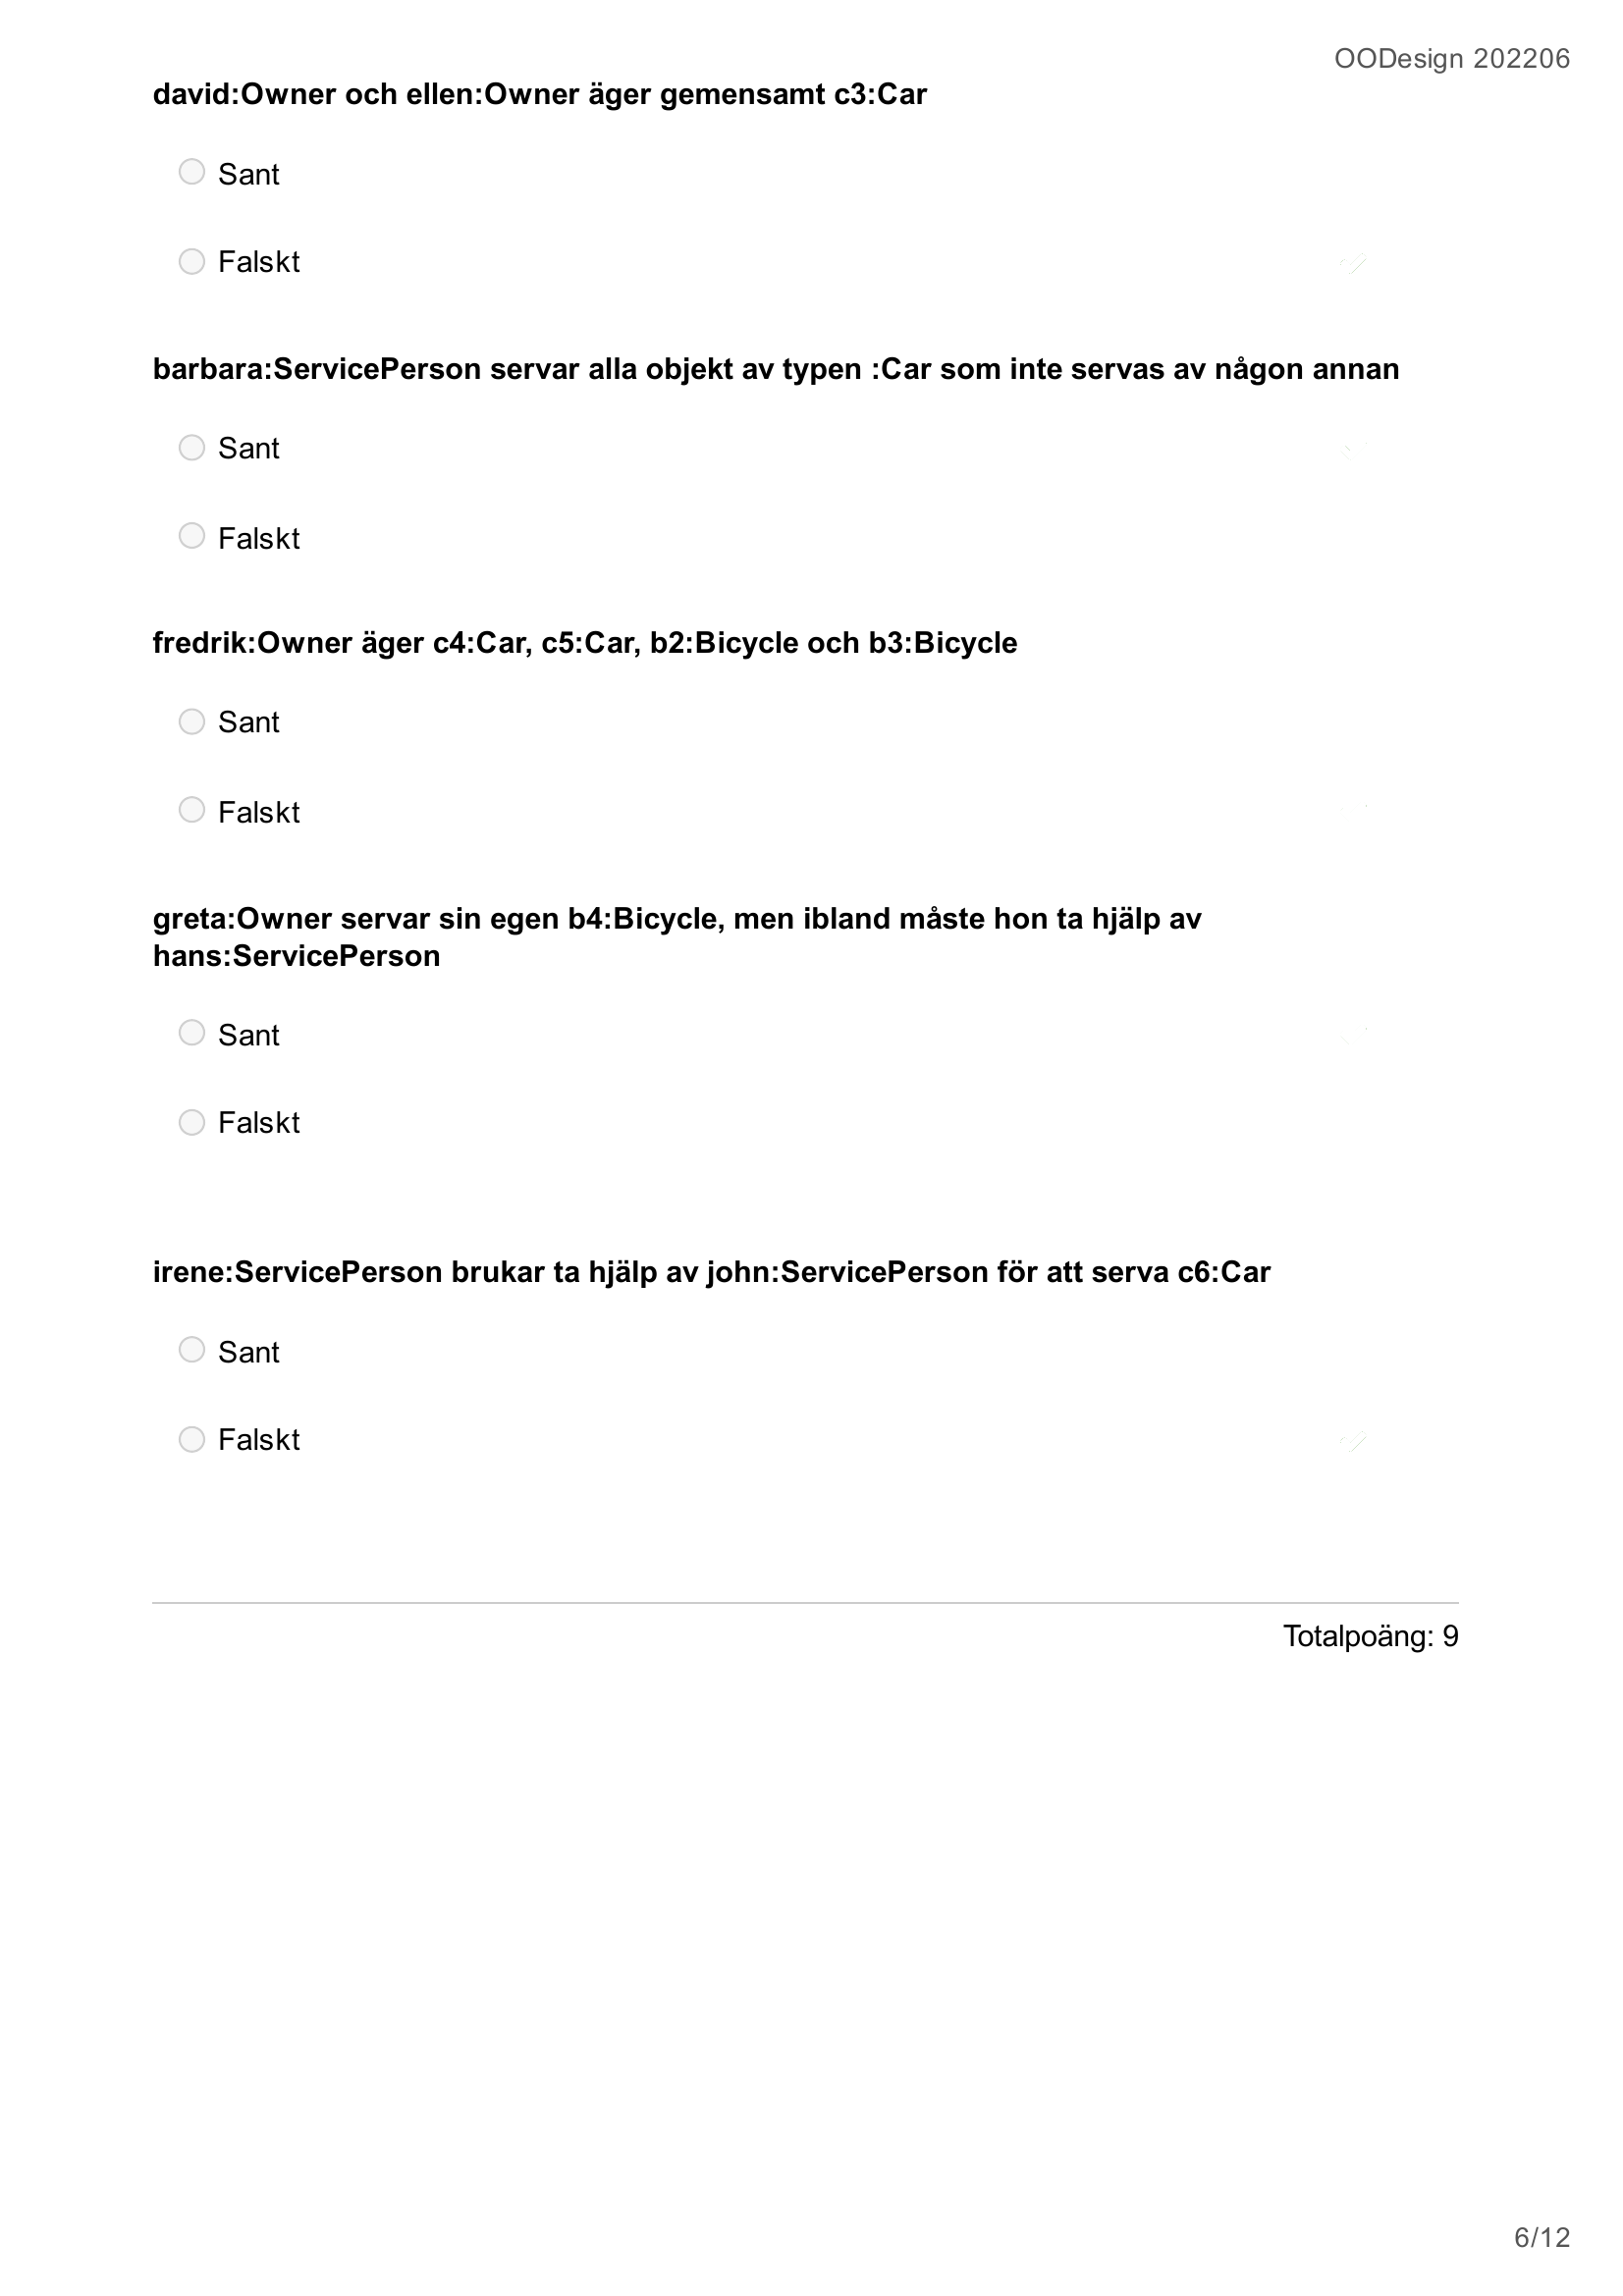 OODesign 202206
david:Owner och ellen:Owner äger gemensamt c3:Car
Sant
Falskt
barbara:ServicePerson servar alla objekt av typen :Car som inte servas av någon annan
Sant
Falskt
fredrik:Owner äger c4:Car, c5:Car, b2:Bicycle och b3:Bicycle
Sant
Falskt
greta:Owner servar sin egen b4:Bicycle, men ibland måste hon ta hjälp av
hans:ServicePerson
Sant
Falskt
irene:ServicePerson brukar ta hjälp av john:ServicePerson för att serva c6:Car
Sant
Falskt
Totalpoäng: 9
6/12